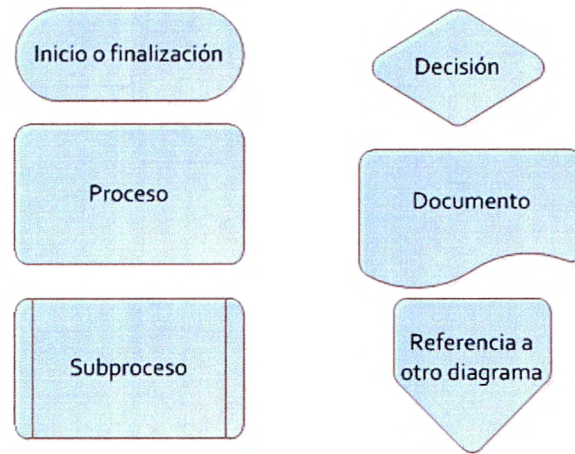 Inicio o finalización
Decisión
Proceso
Documento
Subproceso
Referencia a
otro diagrama